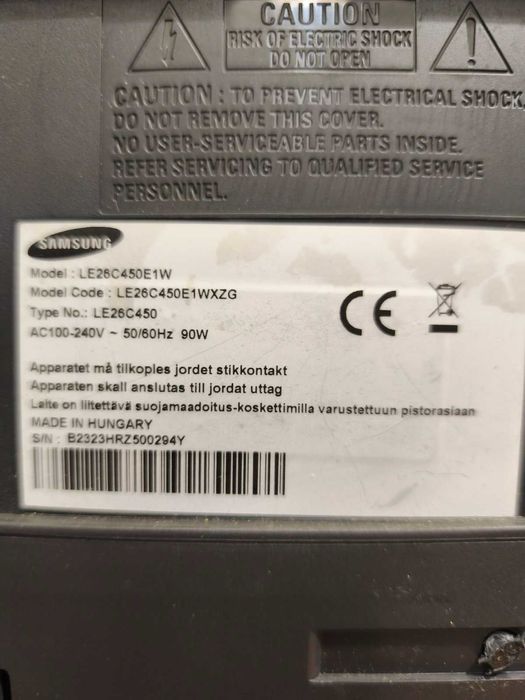 CAUTION
RISK OF ELECTRIC SHOCK
DO NOT OPEN
CAUTION : TO PREVENT ELECTRICAL SHOCK,
DO NOT REMOVE THIS COVER.
NO USER-SERVICEABLE PARTS INSIDE.
REFER SERVICING TO QUALIFIED SERVICE
PERSONNEL.
SAMSUNG
Model : LE26C450E1W
Model Code : LE26C450E1WXZG
Type No.: LE26C450
AC100-240V ~ 50/60Hz 90W
CE
Apparatet må tilkoples jordet stikkontakt
Apparaten skall anslutas till jordat uttag
Laite on liitettävä suojamaadoitus-koskettimilla varustettuun pistorasiaan
MADE IN HUNGARY
S/N : B2323HRZ500294Y